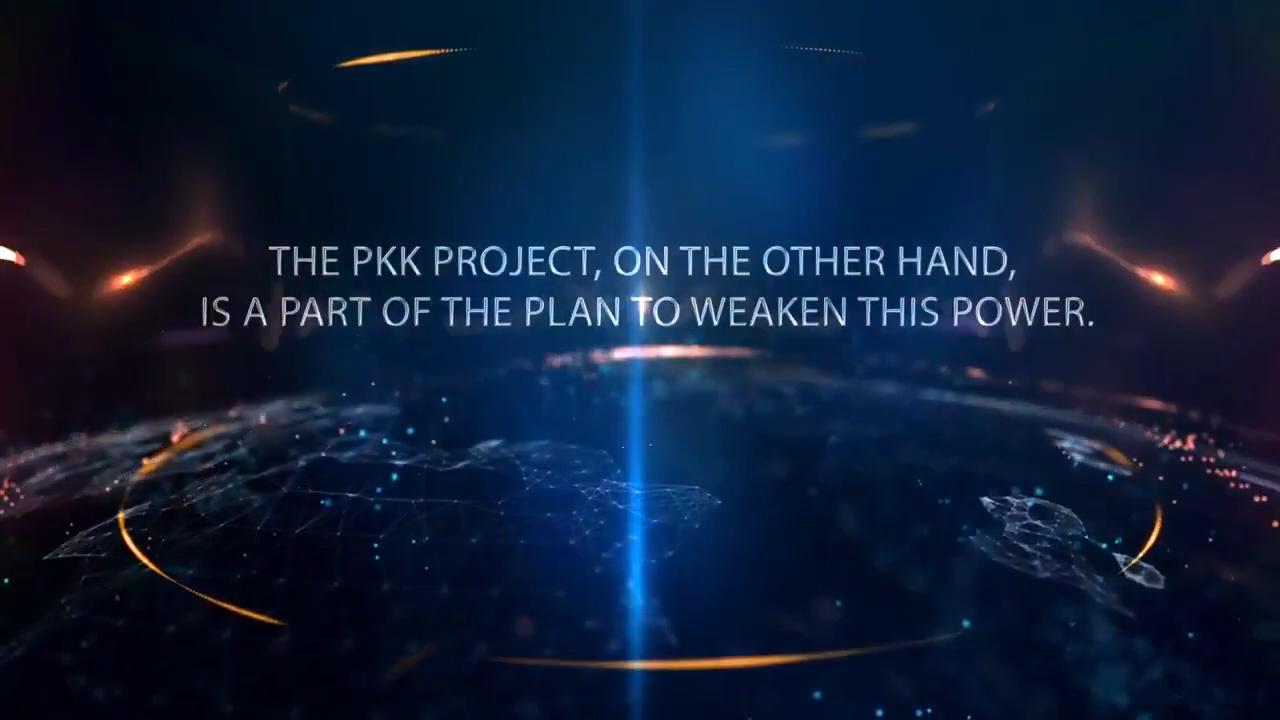 THE PKK PROJECT, ON THE OTHER HAND,
IS A PART OF THE PLAN TO WEAKEN THIS POWER.